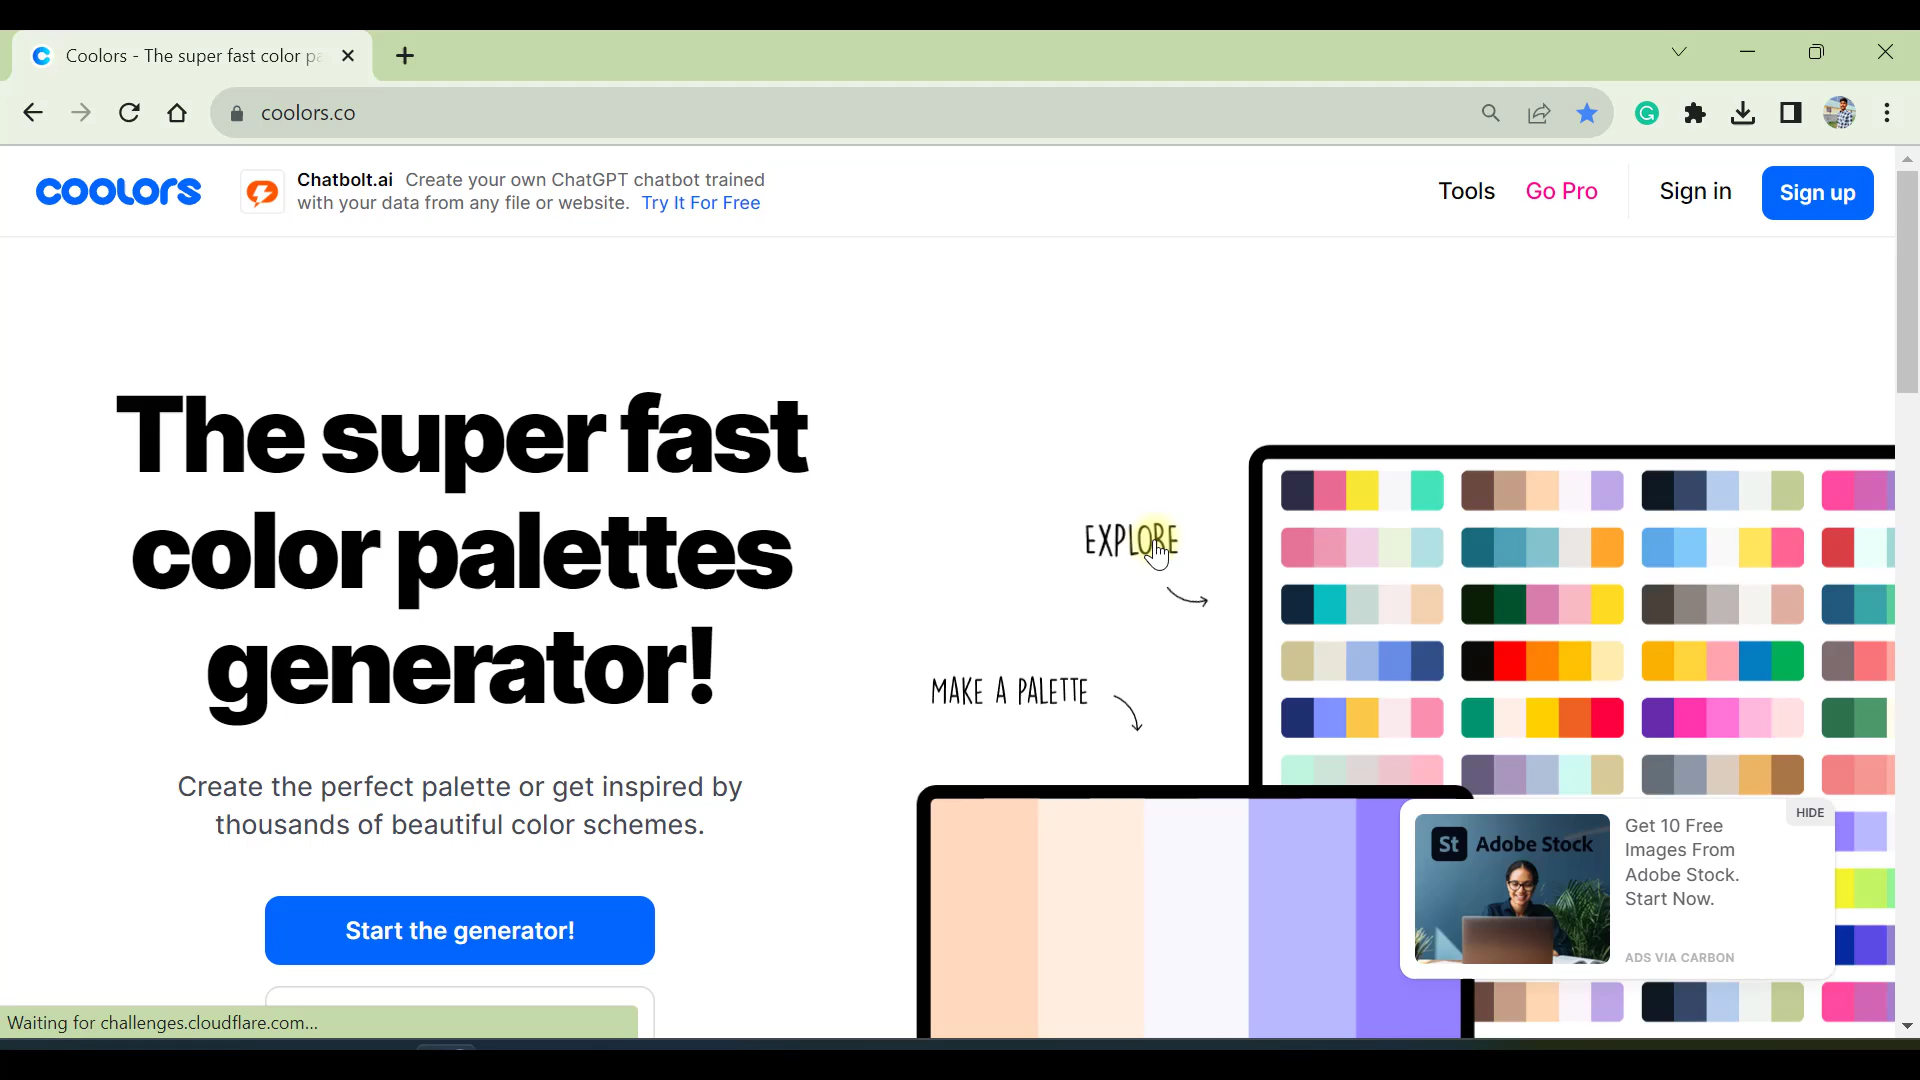 Coolors - The super fast color pa
coolors.co
coolors
Chatbolt.ai Create your own ChatGPT chatbot trained
with your data from any file or website. Try It For Free
Tools
Go Pro
Sign in
Sign up
The super fast
color palettes
generator!
Create the perfect palette or get inspired by
thousands of beautiful color schemes.
Start the generator!
EXPLORE
MAKE A PALETTE
HIDE
St Adobe Stock
Get 10 Free
Images From
Adobe Stock.
Start Now.
ADS VIA CARBON
Waiting for challenges.cloudflare.com...